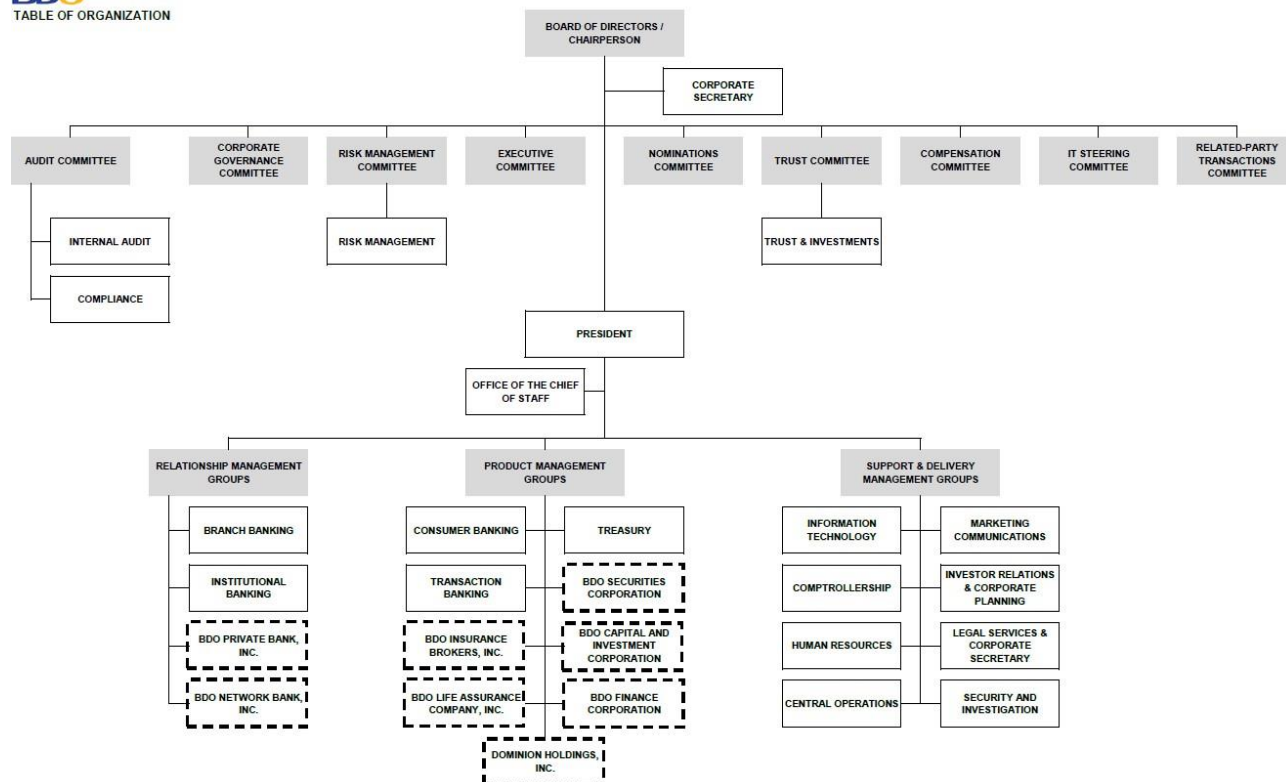 BDO
TABLE OF ORGANIZATION
BOARD OF DIRECTORS /
CHAIRPERSON
CORPORATE
SECRETARY
AUDIT COMMITTEE
CORPORATE
GOVERNANCE
COMMITTEE
RISK MANAGEMENT
COMMITTEE
EXECUTIVE
COMMITTEE
NOMINATIONS
COMMITTEE
TRUST COMMITTEE
COMPENSATION
COMMITTEE
IT STEERING
COMMITTEE
RELATED-PARTY
TRANSACTIONS
COMMITTEE
INTERNAL AUDIT
RISK MANAGEMENT
TRUST & INVESTMENTS
COMPLIANCE
PRESIDENT
OFFICE OF THE CHIEF
OF STAFF
RELATIONSHIP MANAGEMENT
GROUPS
PRODUCT MANAGEMENT
GROUPS
SUPPORT & DELIVERY
MANAGEMENT GROUPS
BRANCH BANKING
CONSUMER BANKING
TREASURY
INFORMATION
TECHNOLOGY
MARKETING
COMMUNICATIONS
INSTITUTIONAL
BANKING
TRANSACTION
BANKING
BDO SECURITIES
CORPORATION
COMPTROLLERSHIP
INVESTOR RELATIONS
& CORPORATE
PLANNING
BDO PRIVATE BANK,
INC.
BDO INSURANCE
BROKERS, INC.
BDO CAPITAL AND
INVESTMENT
CORPORATION
HUMAN RESOURCES
LEGAL SERVICES &
CORPORATE
SECRETARY
BDO NETWORK BANK,
INC.
BDO LIFE ASSURANCE
COMPANY, INC.
BDO FINANCE
CORPORATION
CENTRAL OPERATIONS
SECURITY AND
INVESTIGATION
DOMINION HOLDINGS,
INC.